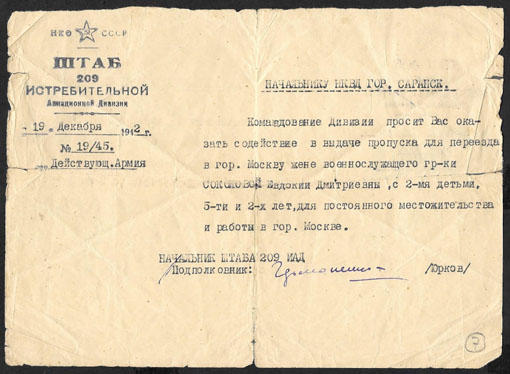 НКО СССР
ШТАБ
209
ИСТРЕБИТЕЛЬНОЙ
Авиационной Дивизии
19 Декабря 1942 г.
№ 19/45.
Действующ.Армия
НАЧАЛЬНИКУ НКВД ГОР. САРАНСК.
Командование Дивизии просит Вас ока-
зать содействие в выдаче пропуска для переезда
в гор. Москву жене военнослужащего гр-ки
СОКОЛОВОЙ Евдокии Дмитриевны ,с 2-мя детьми,
5-ти и 2-х лет,для постоянного местожительства
и работы в гор. Москве.
НАЧАЛЬНИК ШТАБА 209 ИАД
/Подполковник: /Юрков/
7